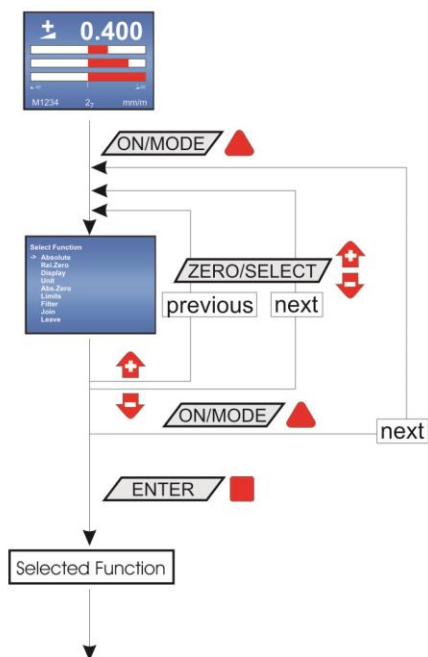 0.400
M1234 2₇ mm/m
ON/MODE
Select Function
-> Absolute
Rel.Zero
Display
Unit
Abs.Zero
Limits
Filter
Join
Leave
ZERO/SELECT
previous
next
ON/MODE
next
ENTER
Selected Function